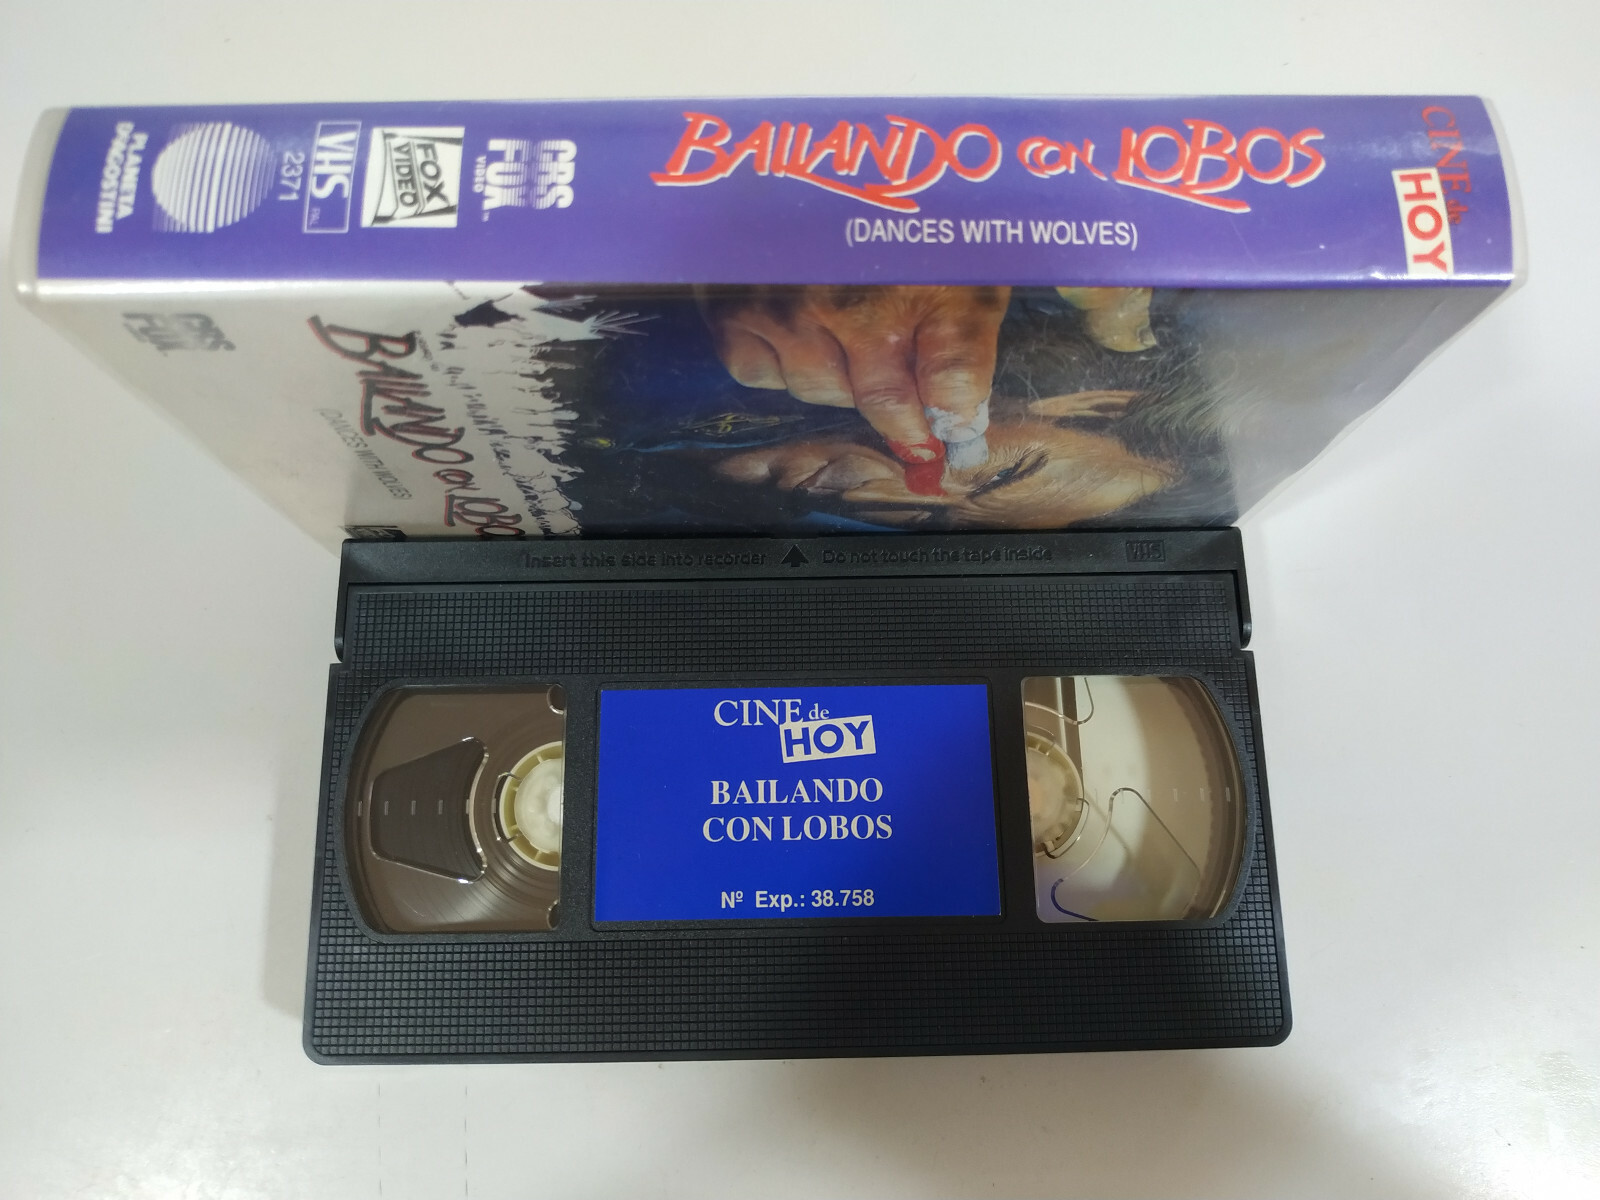 BAILANDO CON LOBOS
(DANCES WITH WOLVES)
CINE de
HOY
CBS
FOX
VIDEO
TM
FOX
VIDEO
VHS
PAL
2371
PLANETA
DeAGOSTINI
CBS
FOX
BAILANDO CON LOBO
(DANCES WITH WOLVES)
Insert this side into recorder Do not touch the tape inside VHS
CINE de
HOY
BAILANDO
CON LOBOS
Nº Exp.: 38.758